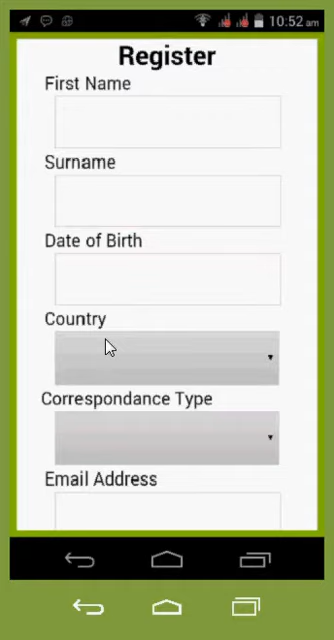 10:52 am
Register
First Name
Surname
Date of Birth
Country
Correspondance Type
Email Address